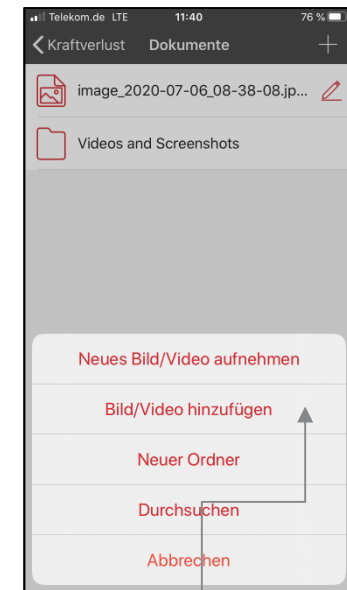 Telekom.de LTE 11:40 76 %
Kraftverlust Dokumente
image_2020-07-06_08-38-08.jp...
Videos and Screenshots
Neues Bild/Video aufnehmen
Bild/Video hinzufügen
Neuer Ordner
Durchsuchen
Abbrechen